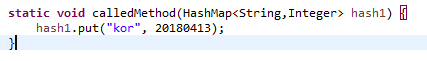 static void calledMethod(HashMap<String,Integer> hash1) {
hash1.put("kor", 20180413);
}